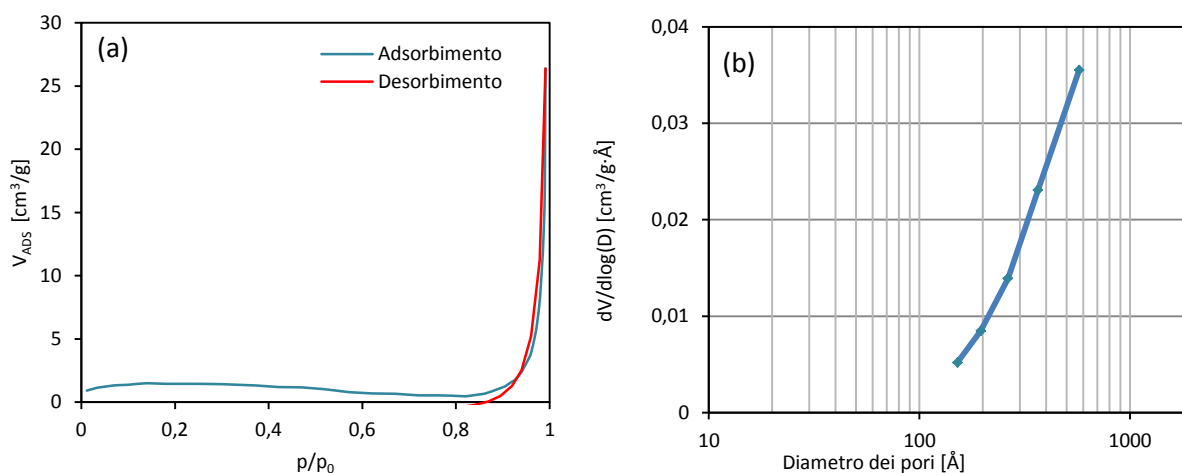 (a)
Adsorbimento
Desorbimento
V_ADS [cm³/g]
30
25
20
15
10
5
0
0
0,2
0,4
0,6
0,8
1
p/p₀
(b)
dV/dlog(D) [cm³/g·Å]
0,04
0,03
0,02
0,01
0
10
100
1000
Diametro dei pori [Å]